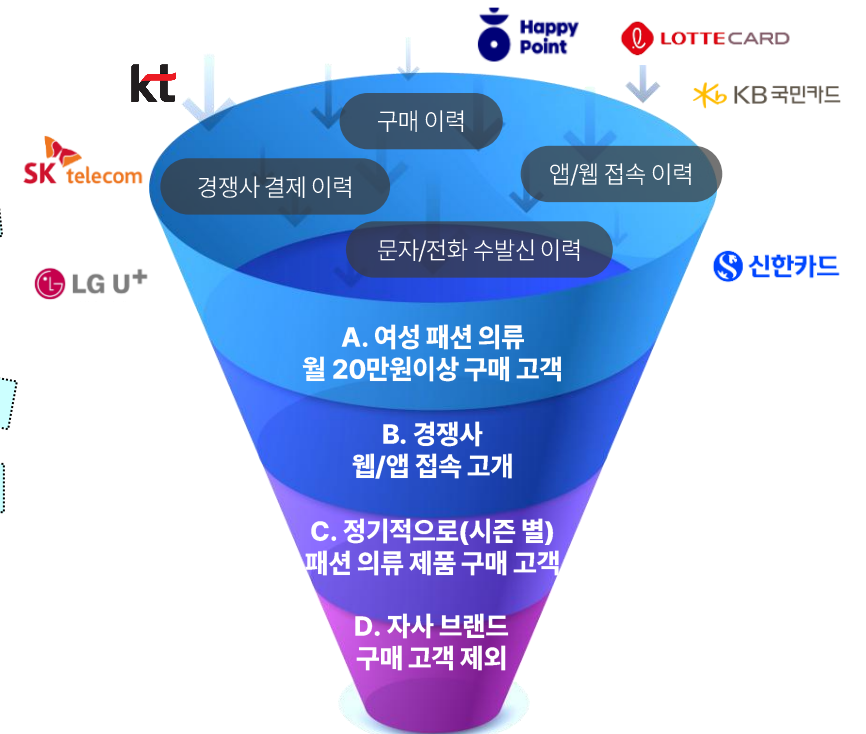 Happy
Point
LOTTECARD
kt
KB국민카드
구매 이력
SK telecom
경쟁사 결제 이력
앱/웹 접속 이력
문자/전화 수발신 이력
LG U+
신한카드
A. 여성 패션 의류
월 20만원이상 구매 고객
B. 경쟁사
웹/앱 접속 고개
C. 정기적으로(시즌 별)
패션 의류 제품 구매 고객
D. 자사 브랜드
구매 고객 제외